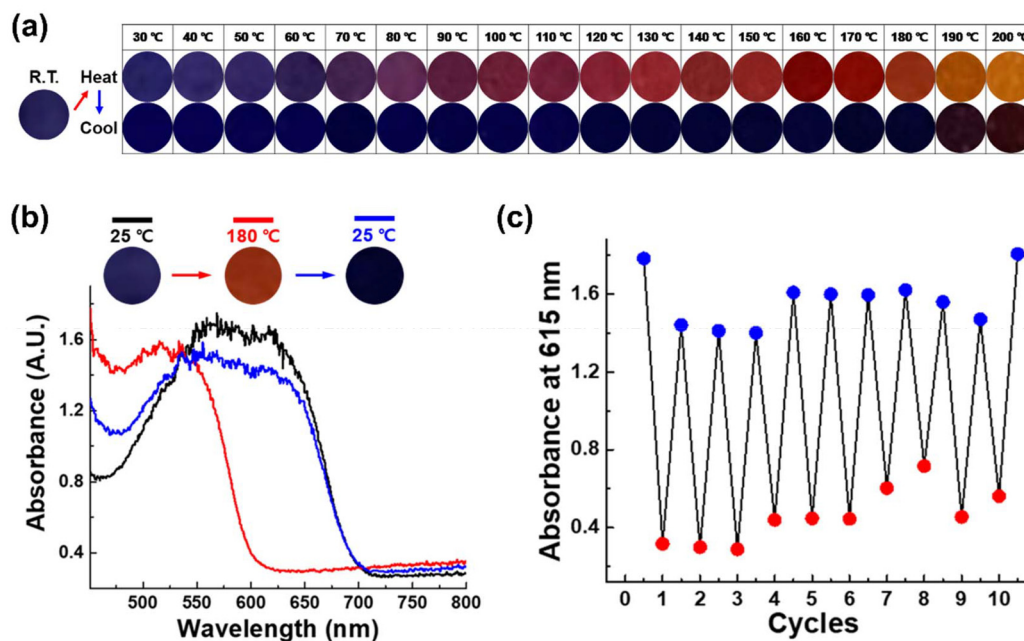 (a)
30 ℃ 40 ℃ 50 ℃ 60 ℃ 70 ℃ 80 ℃ 90 ℃ 100 ℃ 110 ℃ 120 ℃ 130 ℃ 140 ℃ 150 ℃ 160 ℃ 170 ℃ 180 ℃ 190 ℃ 200 ℃
R.T. Heat
Cool
(b)
25 ℃ 180 ℃ 25 ℃
Absorbance (A.U.)
1.6
1.2
0.8
0.4
500 550 600 650 700 750 800
Wavelength (nm)
(c)
Absorbance at 615 nm
1.6
1.2
0.8
0.4
0 1 2 3 4 5 6 7 8 9 10
Cycles